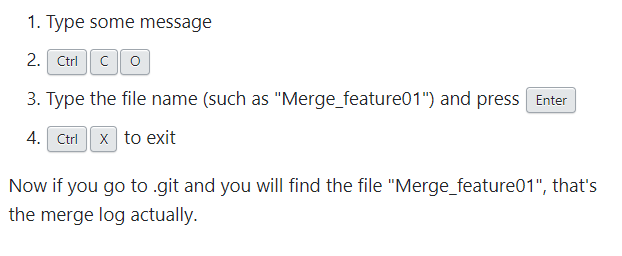 1. Type some message
2. Ctrl C O
3. Type the file name (such as "Merge_feature01") and press Enter
4. Ctrl X to exit
Now if you go to .git and you will find the file "Merge_feature01", that's
the merge log actually.